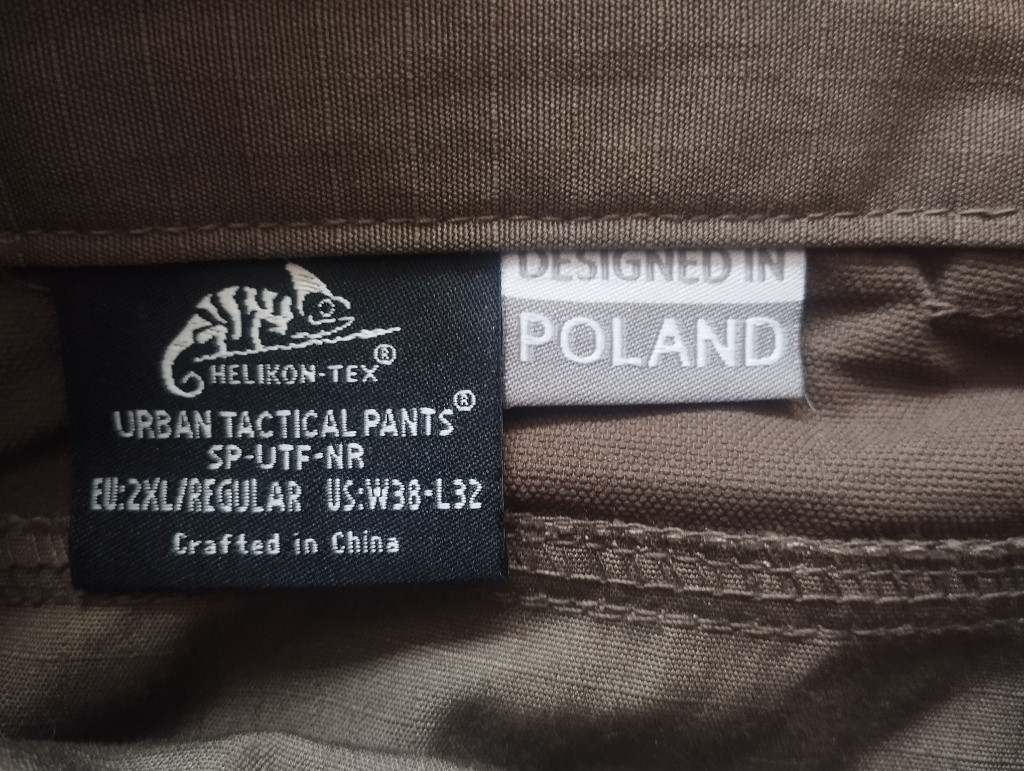 HELIKON-TEX®
URBAN TACTICAL PANTS®
SP-UTF-NR
EU:2XL/REGULAR US:W38-L32
Crafted in China
DESIGNED IN
POLAND